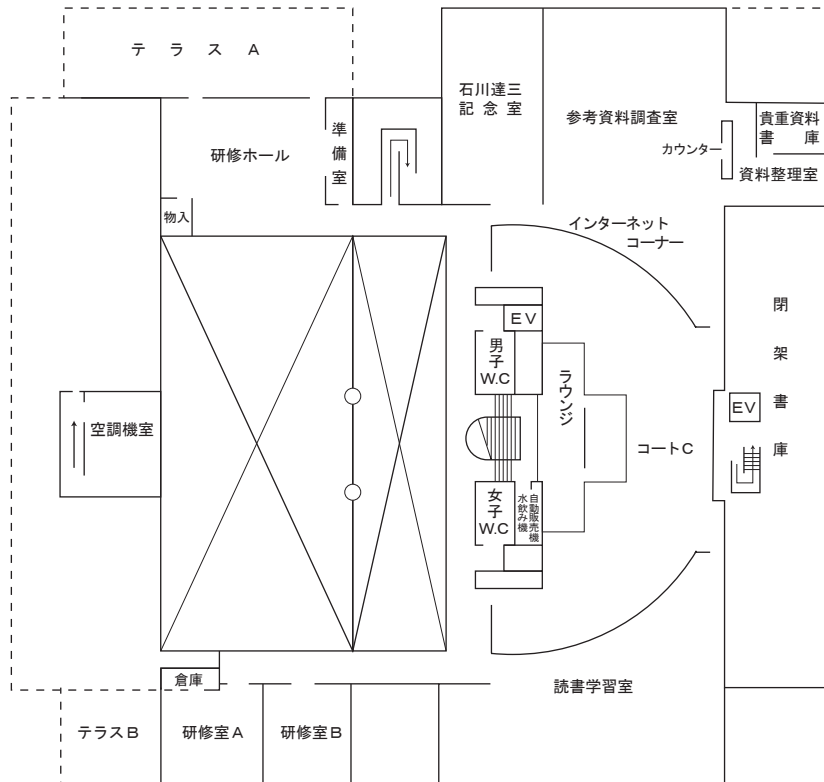 テラスA
石川達三
記念室
参考資料調査室
貴重資料
書庫
カウンター
資料整理室
研修ホール
準備室
物入
インターネット
コーナー
閉架書庫
EV
男子
W.C
ラウンジ
EV
空調機室
コートC
女子
W.C
水飲み機
自動販売機
倉庫
読書学習室
テラスB
研修室A
研修室B